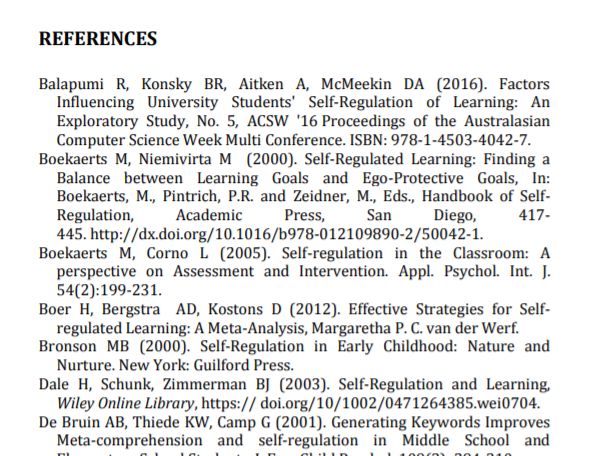 REFERENCES
Balapumi R, Konsky BR, Aitken A, McMeekin DA (2016). Factors
Influencing University Students' Self-Regulation of Learning: An
Exploratory Study, No. 5, ACSW '16 Proceedings of the Australasian
Computer Science Week Multi Conference. ISBN: 978-1-4503-4042-7.
Boekaerts M, Niemivirta M (2000). Self-Regulated Learning: Finding a
Balance between Learning Goals and Ego-Protective Goals, In:
Boekaerts, M., Pintrich, P.R. and Zeidner, M., Eds., Handbook of Self-
Regulation, Academic Press, San Diego, 417-
445. http://dx.doi.org/10.1016/b978-012109890-2/50042-1.
Boekaerts M, Corno L (2005). Self-regulation in the Classroom: A
perspective on Assessment and Intervention. Appl. Psychol. Int. J.
54(2):199-231.
Boer H, Bergstra AD, Kostons D (2012). Effective Strategies for Self-
regulated Learning: A Meta-Analysis, Margaretha P. C. van der Werf.
Bronson MB (2000). Self-Regulation in Early Childhood: Nature and
Nurture. New York: Guilford Press.
Dale H, Schunk, Zimmerman BJ (2003). Self-Regulation and Learning,
Wiley Online Library, https:// doi.org/10/1002/0471264385.wei0704.
De Bruin AB, Thiede KW, Camp G (2001). Generating Keywords Improves
Meta-comprehension and self-regulation in Middle School and